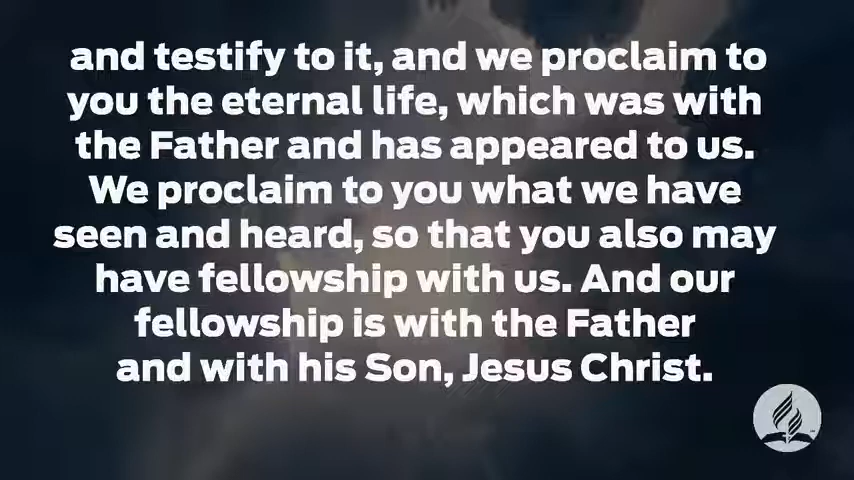 and testify to it, and we proclaim to
you the eternal life, which was with
the Father and has appeared to us.
We proclaim to you what we have
seen and heard, so that you also may
have fellowship with us. And our
fellowship is with the Father
and with his Son, Jesus Christ.